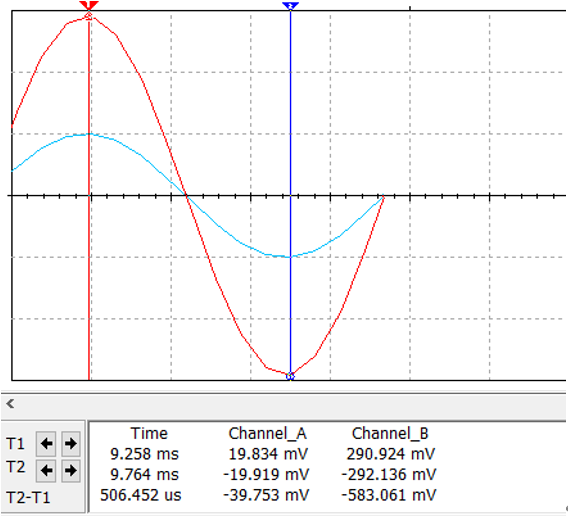 1 2
Time Channel_A Channel_B
T1 9.258 ms 19.834 mV 290.924 mV
T2 9.764 ms -19.919 mV -292.136 mV
T2-T1 506.452 us -39.753 mV -583.061 mV